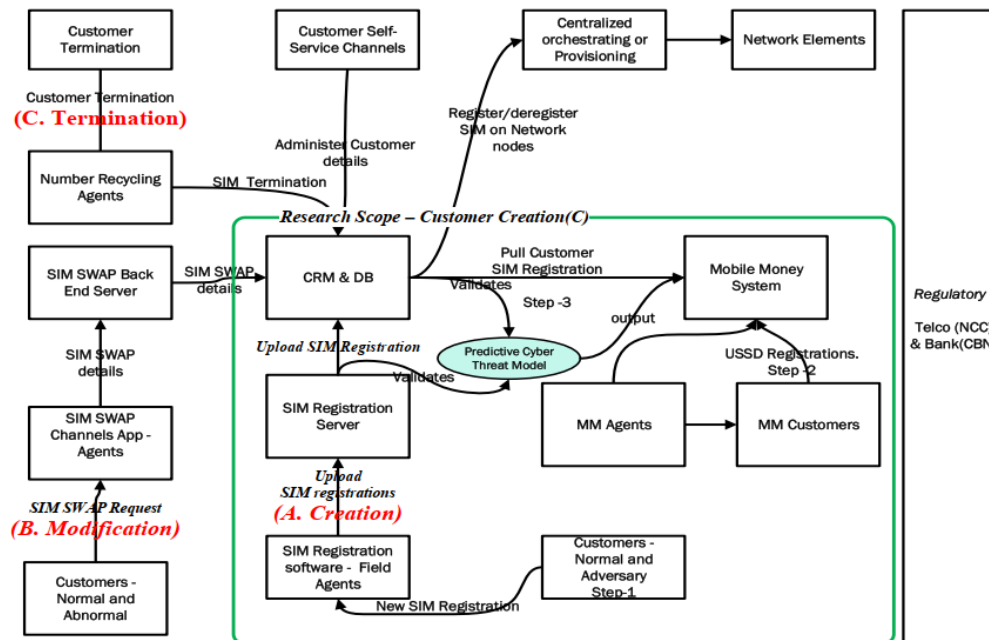 Customer
Termination
Customer Self-
Service Channels
Centralized
orchestrating or
Provisioning
Network Elements
Customer Termination
(C. Termination)
Register/deregister
SIM on Network
nodes
Administer Customer
details
Number Recycling
Agents
SIM Termination
Research Scope – Customer Creation(C)
SIM SWAP Back
End Server
SIM SWAP
details
CRM & DB
Pull Customer
SIM Registration
Validates
Step -3
Mobile Money
System
output
Regulatory
Telco (NCC)
& Bank(CBN
SIM SWAP
details
Upload SIM Registration
Predictive Cyber
Threat Model
Validates
USSD Registrations.
Step -2
SIM SWAP
Channels App -
Agents
SIM Registration
Server
MM Agents
MM Customers
Upload
SIM registrations
(A. Creation)
SIM SWAP Request
(B. Modification)
Customers -
Normal and
Abnormal
SIM Registration
software - Field
Agents
Customers -
Normal and
Adversary
Step-1
New SIM Registration